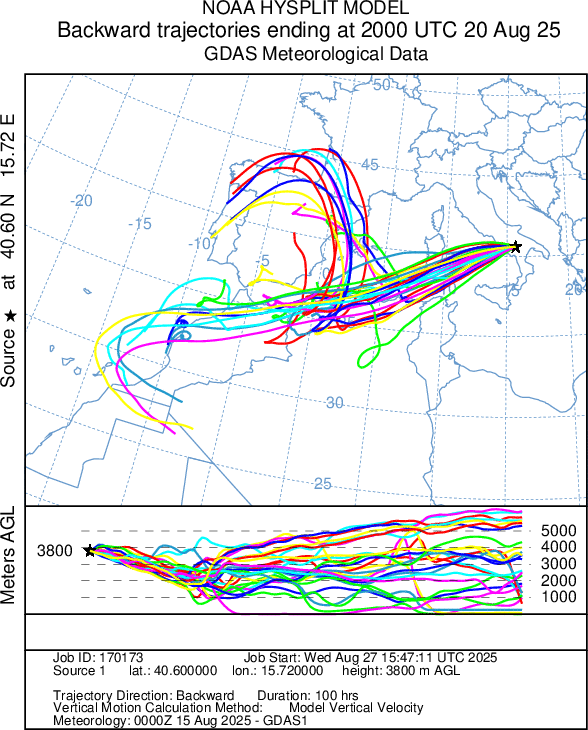 NOAA HYSPLIT MODEL
Backward trajectories ending at 2000 UTC 20 Aug 25
GDAS Meteorological Data
Source ★ at 40.60 N 15.72 E
50
45
-20
-15
-10
-5
20
30
25
Meters AGL
3800
5000
4000
3000
2000
1000
Job ID: 170173 Job Start: Wed Aug 27 15:47:11 UTC 2025
Source 1 lat.: 40.600000 lon.: 15.720000 height: 3800 m AGL
Trajectory Direction: Backward Duration: 100 hrs
Vertical Motion Calculation Method: Model Vertical Velocity
Meteorology: 0000Z 15 Aug 2025 - GDAS1